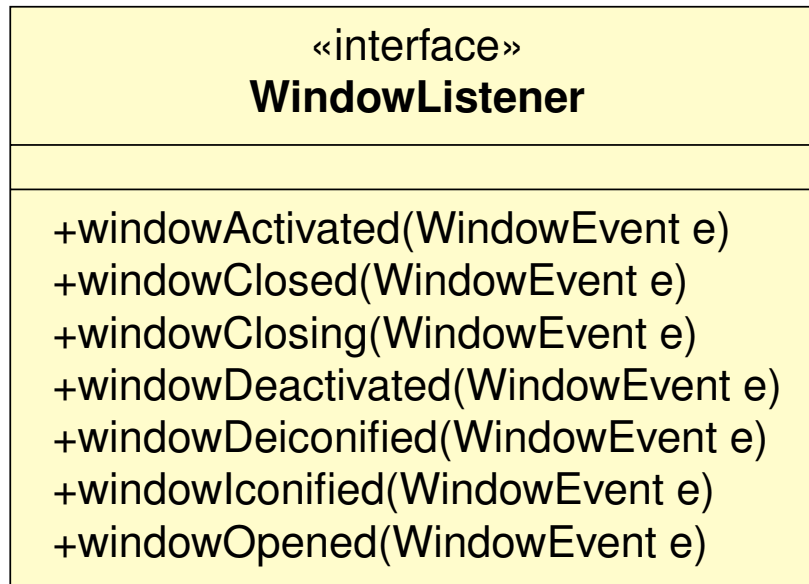 «interface»
WindowListener
+windowActivated(WindowEvent e)
+windowClosed(WindowEvent e)
+windowClosing(WindowEvent e)
+windowDeactivated(WindowEvent e)
+windowDeiconified(WindowEvent e)
+windowIconified(WindowEvent e)
+windowOpened(WindowEvent e)